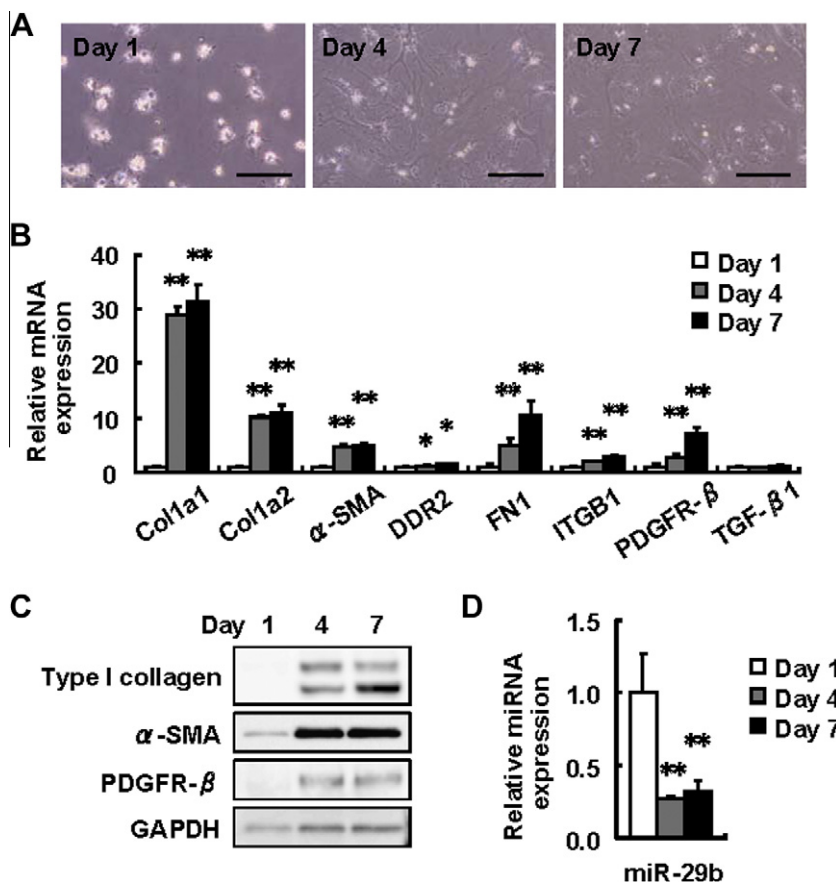 A
Day 1
Day 4
Day 7
B
Relative mRNA
expression
40
30
20
10
0
** ** ** ** ** ** * * ** ** ** ** ** **
Day 1
Day 4
Day 7
Col1a1
Col1a2
α-SMA
DDR2
FN1
ITGB1
PDGFR-β
TGF-β1
C
Day 1 4 7
Type I collagen
α-SMA
PDGFR-β
GAPDH
D
Relative miRNA
expression
1.5
1.0
0.5
0.0
** **
Day 1
Day 4
Day 7
miR-29b